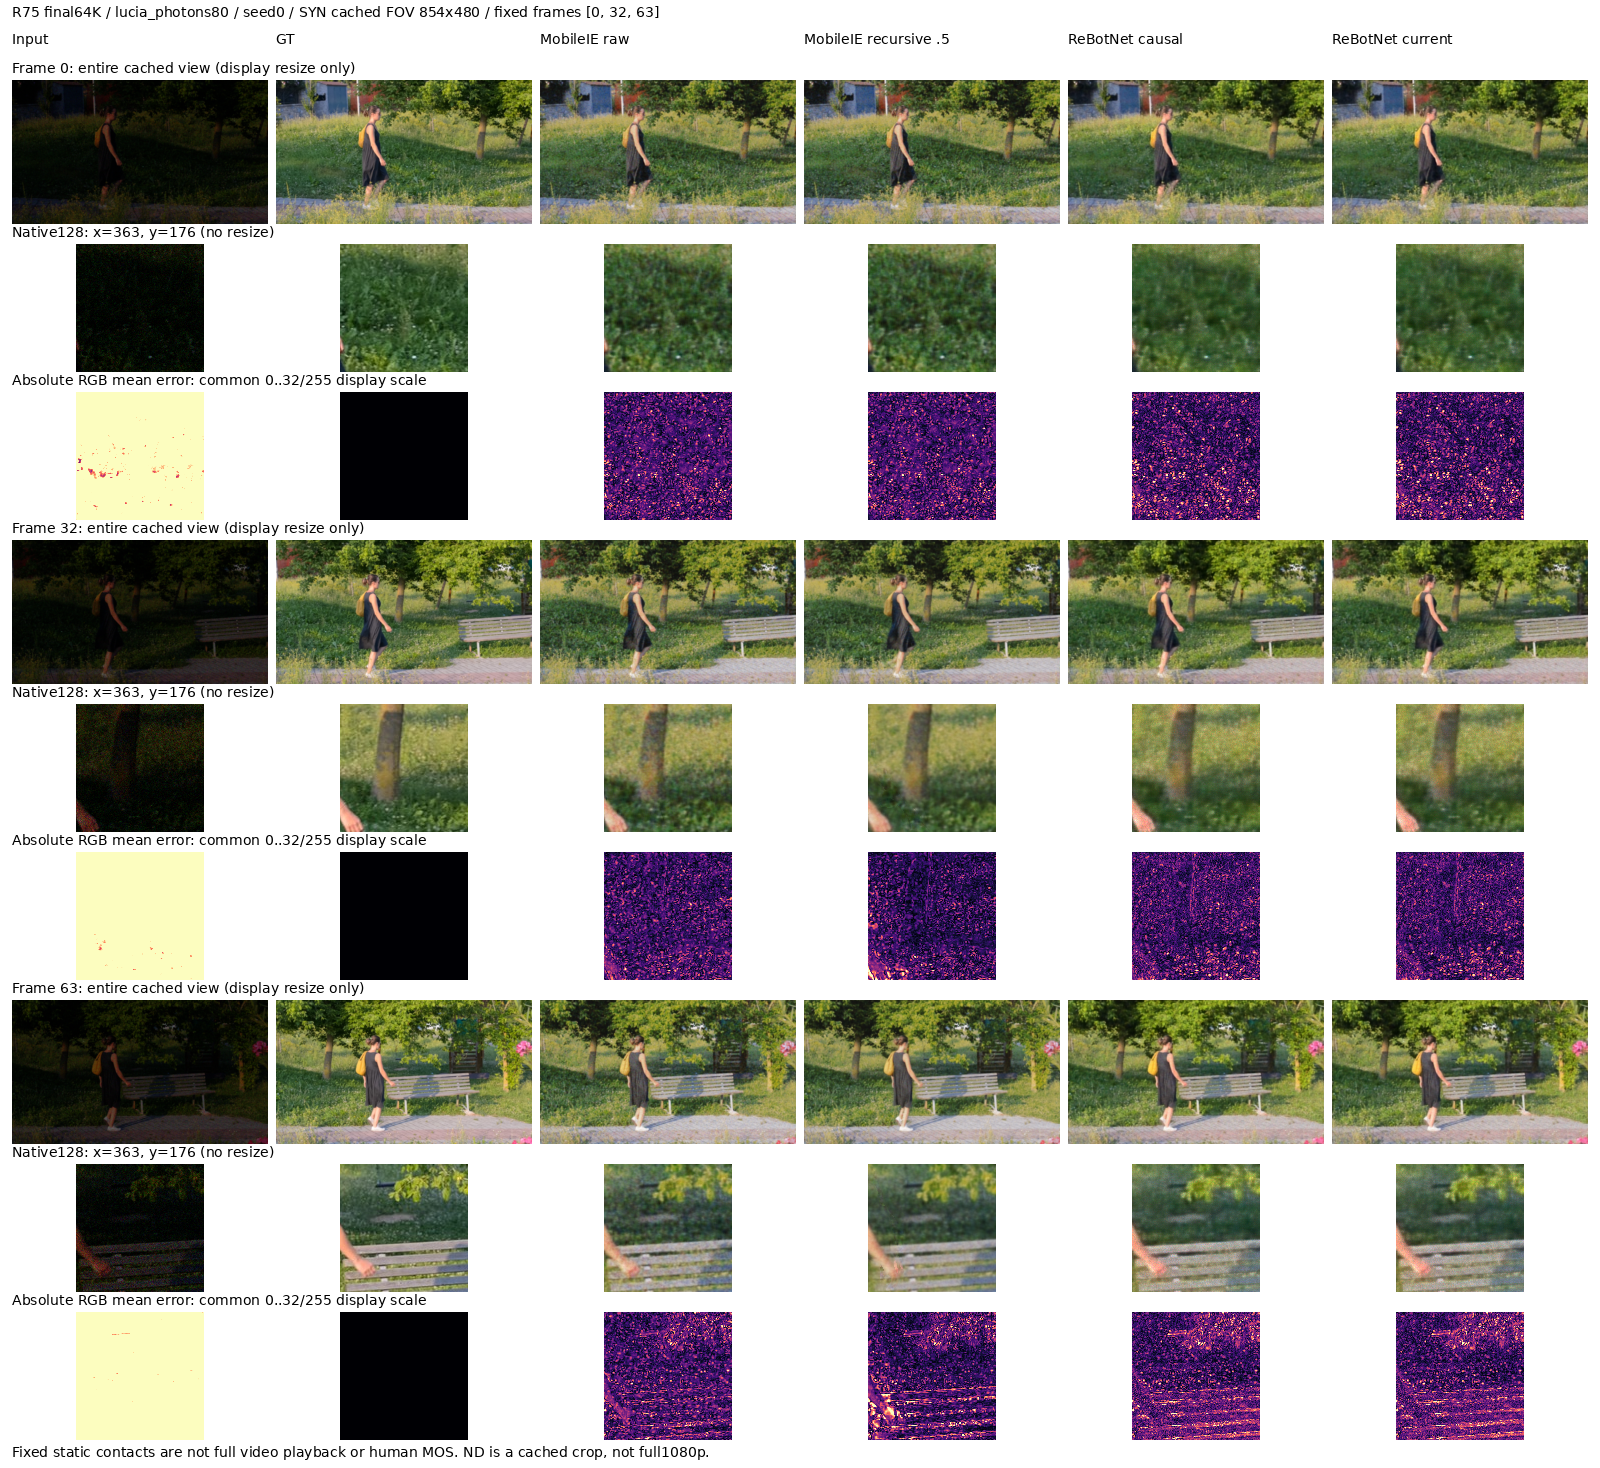 R75 final64K / lucia_photons80 / seed0 / SYN cached FOV 854x480 / fixed frames [0, 32, 63]
Input GT MobileIE raw MobileIE recursive .5 ReBotNet causal ReBotNet current
Frame 0: entire cached view (display resize only)
Native128: x=363, y=176 (no resize)
Absolute RGB mean error: common 0..32/255 display scale
Frame 32: entire cached view (display resize only)
Native128: x=363, y=176 (no resize)
Absolute RGB mean error: common 0..32/255 display scale
Frame 63: entire cached view (display resize only)
Native128: x=363, y=176 (no resize)
Absolute RGB mean error: common 0..32/255 display scale
Fixed static contacts are not full video playback or human MOS. ND is a cached crop, not full1080p.